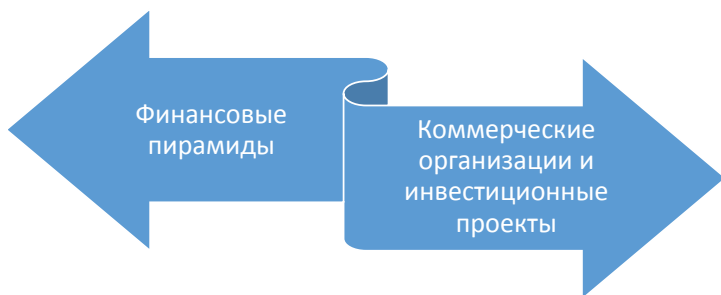 Финансовые
пирамиды
Коммерческие
организации и
инвестиционные
проекты